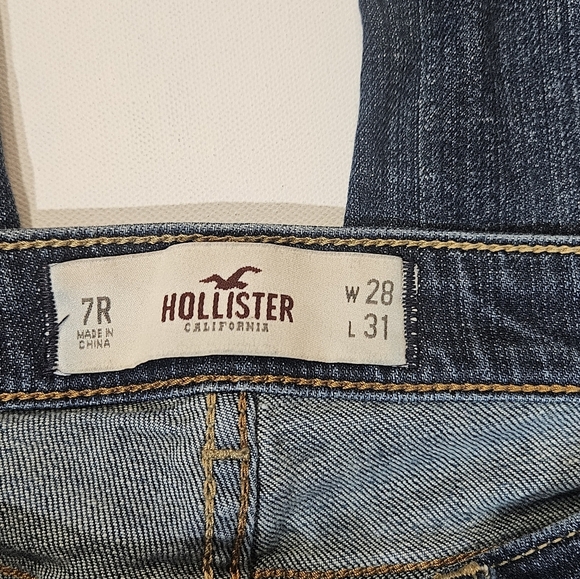 7R
MADE IN
CHINA
HOLLISTER
CALIFORNIA
W 28
L 31